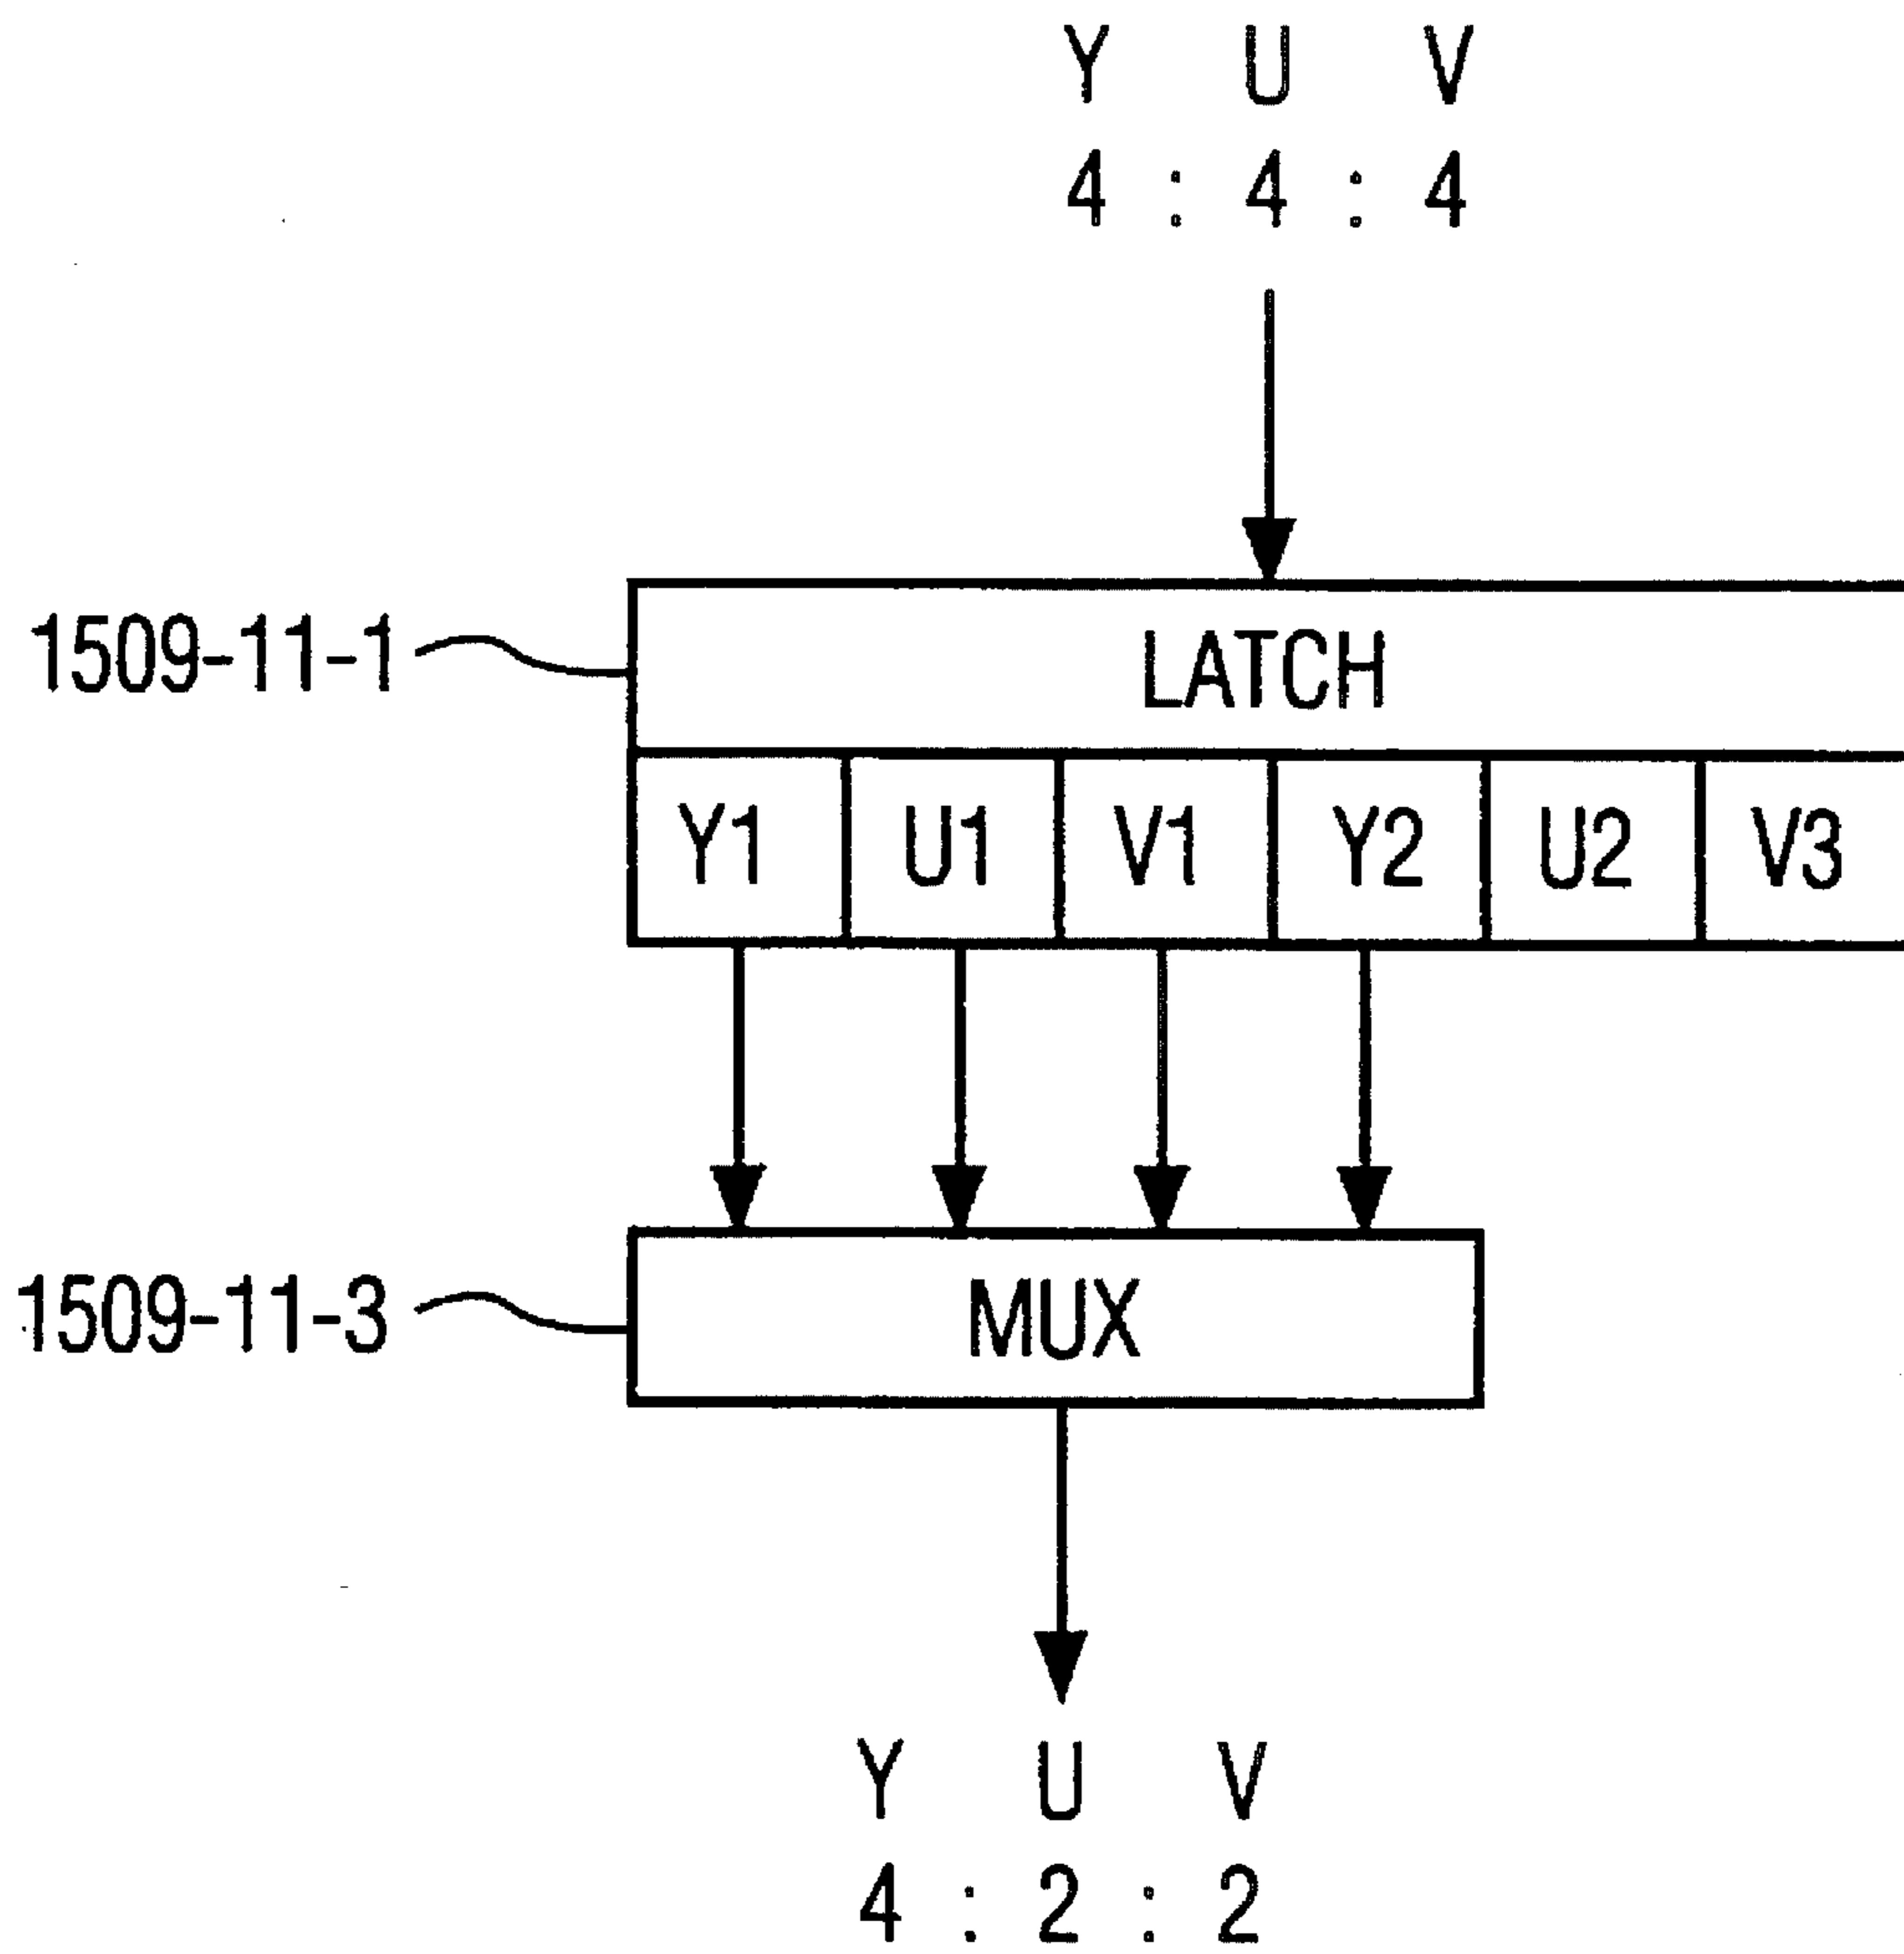 Y U V
4 : 4 : 4
1509-11-1
LATCH
Y1 U1 V1 Y2 U2 V3
1509-11-3
MUX
Y U V
4 : 2 : 2